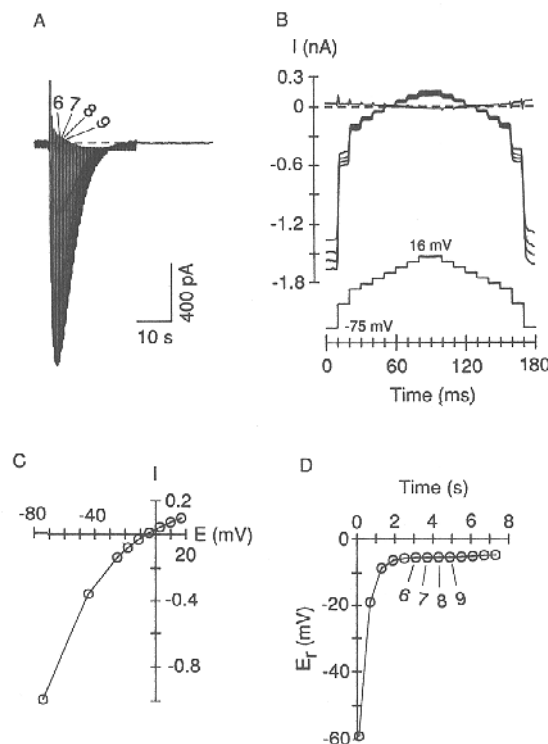 A
6 7 8 9
400 pA
10 s
B
I (nA)
0.3
0
-0.6
-1.2
-1.8
16 mV
-75 mV
0 60 120 180
Time (ms)
C
I
0.2
-80 -40
E (mV)
20
-0.4
-0.8
D
Time (s)
0 2 4 6 8
0
-20
-40
-60
6 7 8 9
Er (mV)